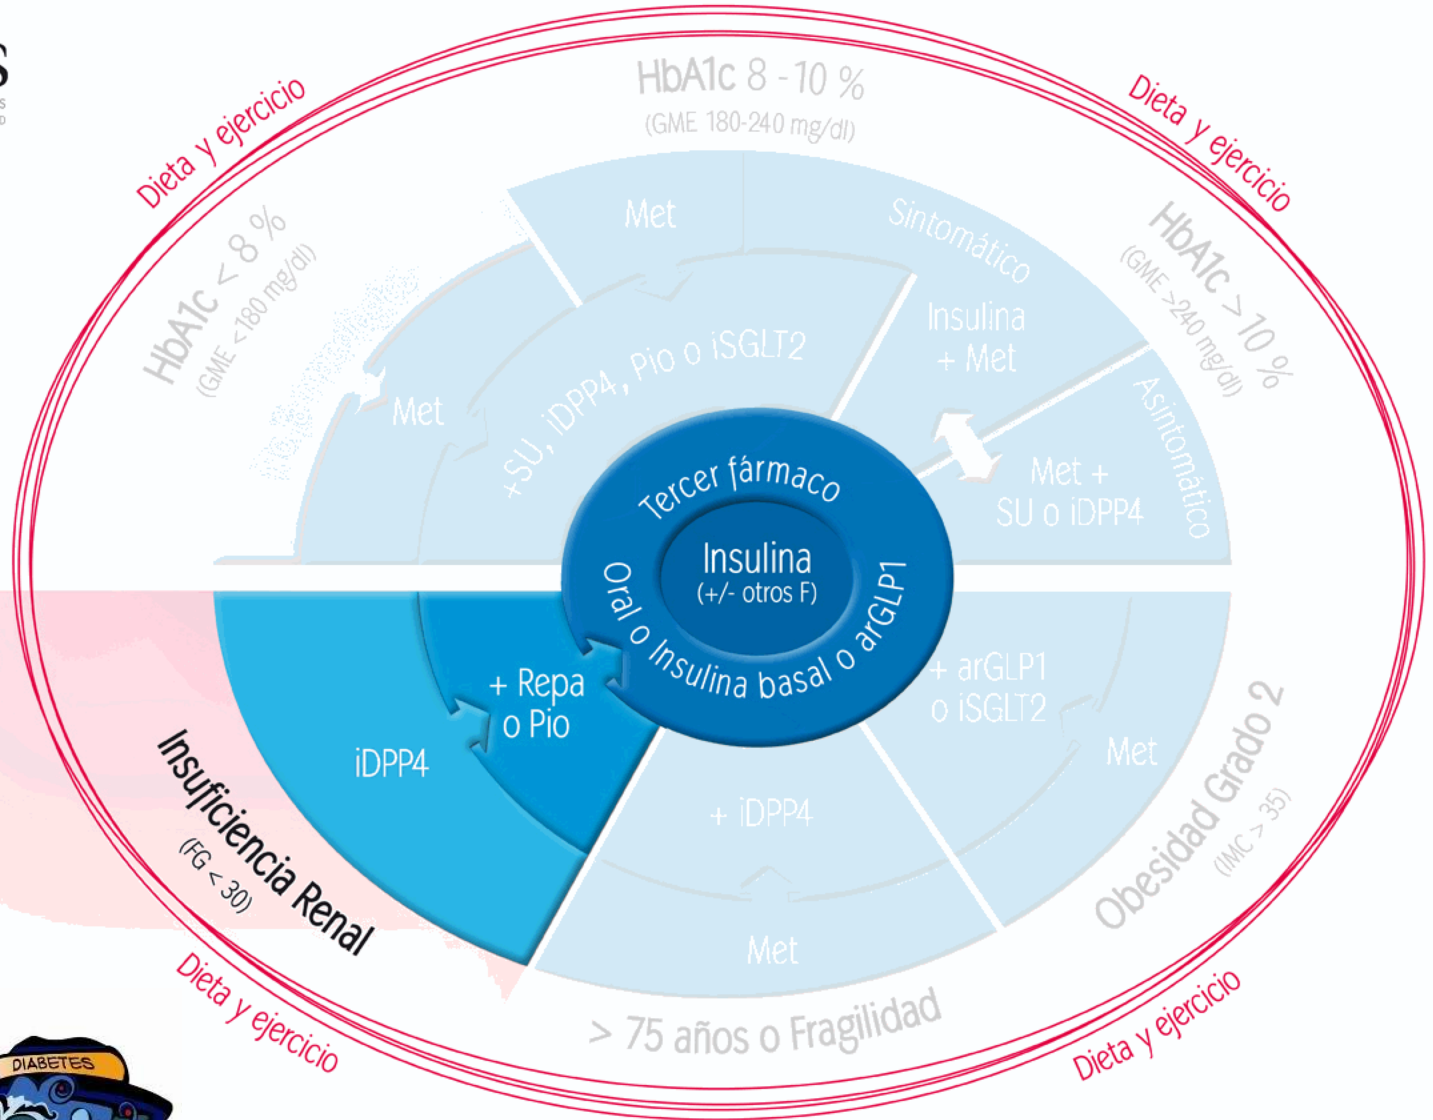 S
S
D
Dieta y ejercicio
HbA1c 8 - 10 %
(GME 180-240 mg/dl)
Dieta y ejercicio
HbA1c < 8 %
(GME <180 mg/dl)
HbA1c > 10 %
(GME >240 mg/dl)
Met
Sintomático
Insulina
+ Met
Met
+SU, iDPP4, Pio o iSGLT2
Asintomático
Met +
SU o iDPP4
Tercer fármaco
Insulina
(+/- otros F)
Oral o Insulina basal o arGLP1
iDPP4
+ Repa
o Pio
Insuficiencia Renal
(FG < 30)
+ iDPP4
Met
> 75 años o Fragilidad
+ arGLP1
o iSGLT2
Met
Obesidad Grado 2
(IMC > 35)
Dieta y ejercicio
Dieta y ejercicio
DIABETES